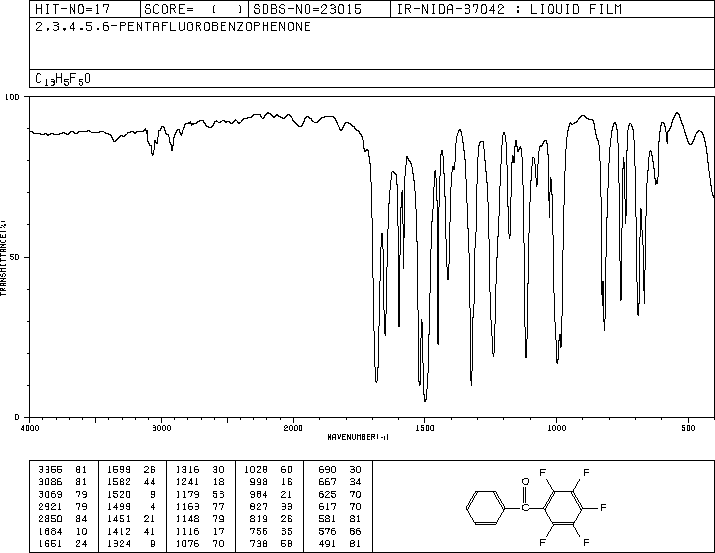 HIT-NO=17 SCORE= ( ) SDBS-NO=23015 IR-NIDA-37042 : LIQUID FILM
2,3,4,5,6-PENTAFLUOROBENZOPHENONE
C13H5F5O
100
50
0
TRANSMITTANCE(%)
4000 3000 2000 1500 1000 500
WAVENUMBER(-1)
3366 81 1599 26 1316 30 1028 60 690 30
3086 81 1582 44 1241 18 998 16 667 34
3069 79 1520 9 1179 53 984 21 625 70
2921 79 1499 4 1163 77 827 33 617 70
2850 84 1451 21 1148 79 819 26 581 81
1684 10 1412 41 1116 17 756 35 576 86
1651 24 1324 9 1076 70 738 58 491 81
O
C
F F
F
F F